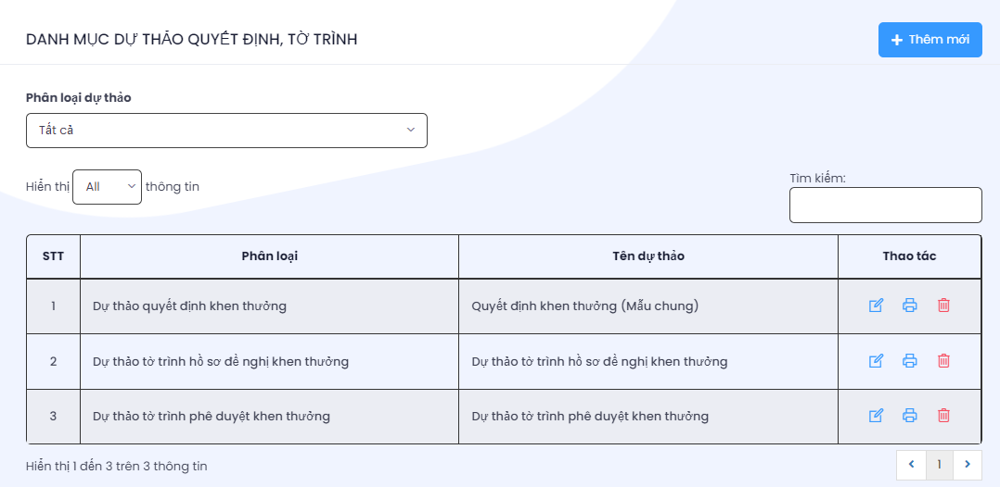 DANH MỤC DỰ THẢO QUYẾT ĐỊNH, TỜ TRÌNH
Thêm mới
Phân loại dự thảo
Tất cả
Hiển thị All thông tin
Tìm kiếm:
STT Phân loại Tên dự thảo Thao tác
1 Dự thảo quyết định khen thưởng Quyết định khen thưởng (Mẫu chung)
2 Dự thảo tờ trình hồ sơ đề nghị khen thưởng Dự thảo tờ trình hồ sơ đề nghị khen thưởng
3 Dự thảo tờ trình phê duyệt khen thưởng Dự thảo tờ trình phê duyệt khen thưởng
Hiển thị 1 đến 3 trên 3 thông tin
1